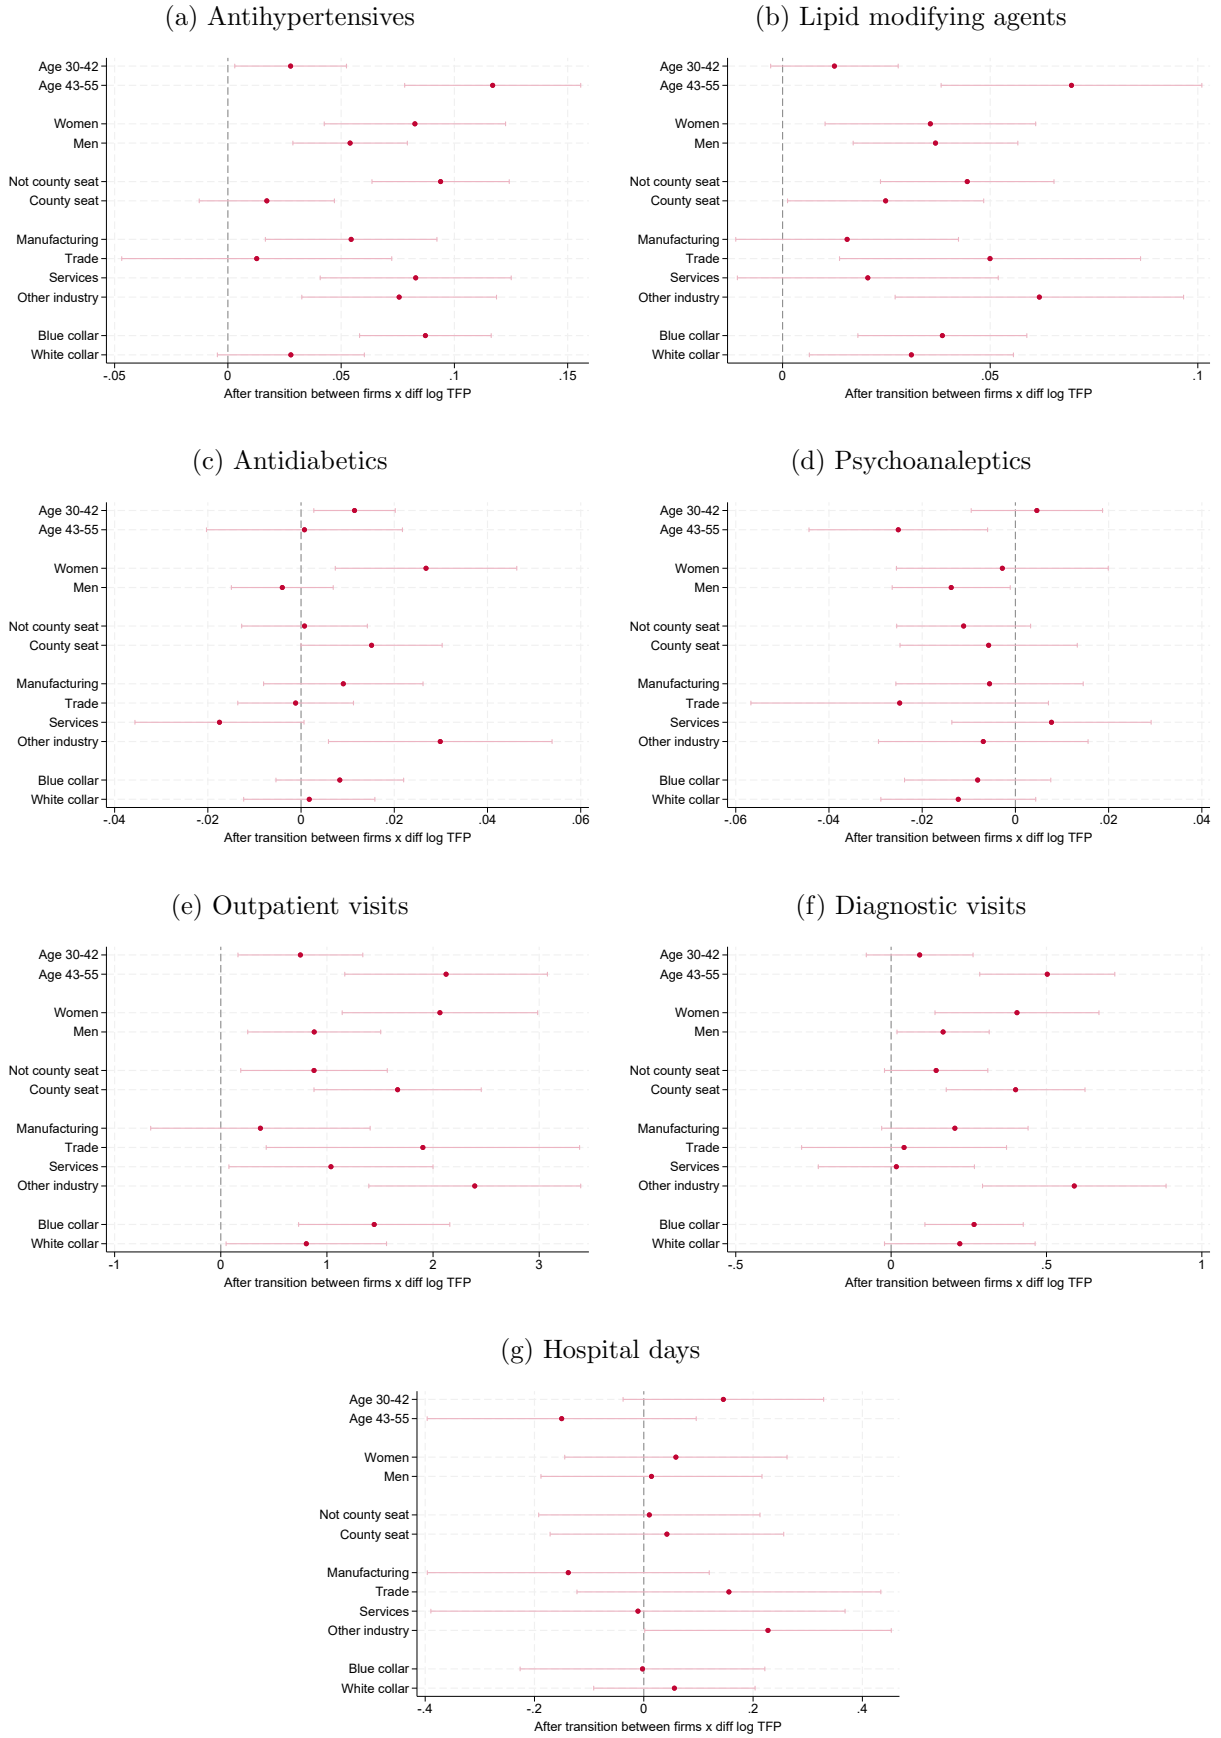 (a) Antihypertensives
Age 30-42
Age 43-55
Women
Men
Not county seat
County seat
Manufacturing
Trade
Services
Other industry
Blue collar
White collar
-.05 0 .05 .1 .15
After transition between firms x diff log TFP
(b) Lipid modifying agents
Age 30-42
Age 43-55
Women
Men
Not county seat
County seat
Manufacturing
Trade
Services
Other industry
Blue collar
White collar
0 .05 .1
After transition between firms x diff log TFP
(c) Antidiabetics
Age 30-42
Age 43-55
Women
Men
Not county seat
County seat
Manufacturing
Trade
Services
Other industry
Blue collar
White collar
-.04 -.02 0 .02 .04 .06
After transition between firms x diff log TFP
(d) Psychoanaleptics
Age 30-42
Age 43-55
Women
Men
Not county seat
County seat
Manufacturing
Trade
Services
Other industry
Blue collar
White collar
-.06 -.04 -.02 0 .02 .04
After transition between firms x diff log TFP
(e) Outpatient visits
Age 30-42
Age 43-55
Women
Men
Not county seat
County seat
Manufacturing
Trade
Services
Other industry
Blue collar
White collar
-1 0 1 2 3
After transition between firms x diff log TFP
(f) Diagnostic visits
Age 30-42
Age 43-55
Women
Men
Not county seat
County seat
Manufacturing
Trade
Services
Other industry
Blue collar
White collar
-.5 0 .5 1
After transition between firms x diff log TFP
(g) Hospital days
Age 30-42
Age 43-55
Women
Men
Not county seat
County seat
Manufacturing
Trade
Services
Other industry
Blue collar
White collar
-.4 -.2 0 .2 .4
After transition between firms x diff log TFP